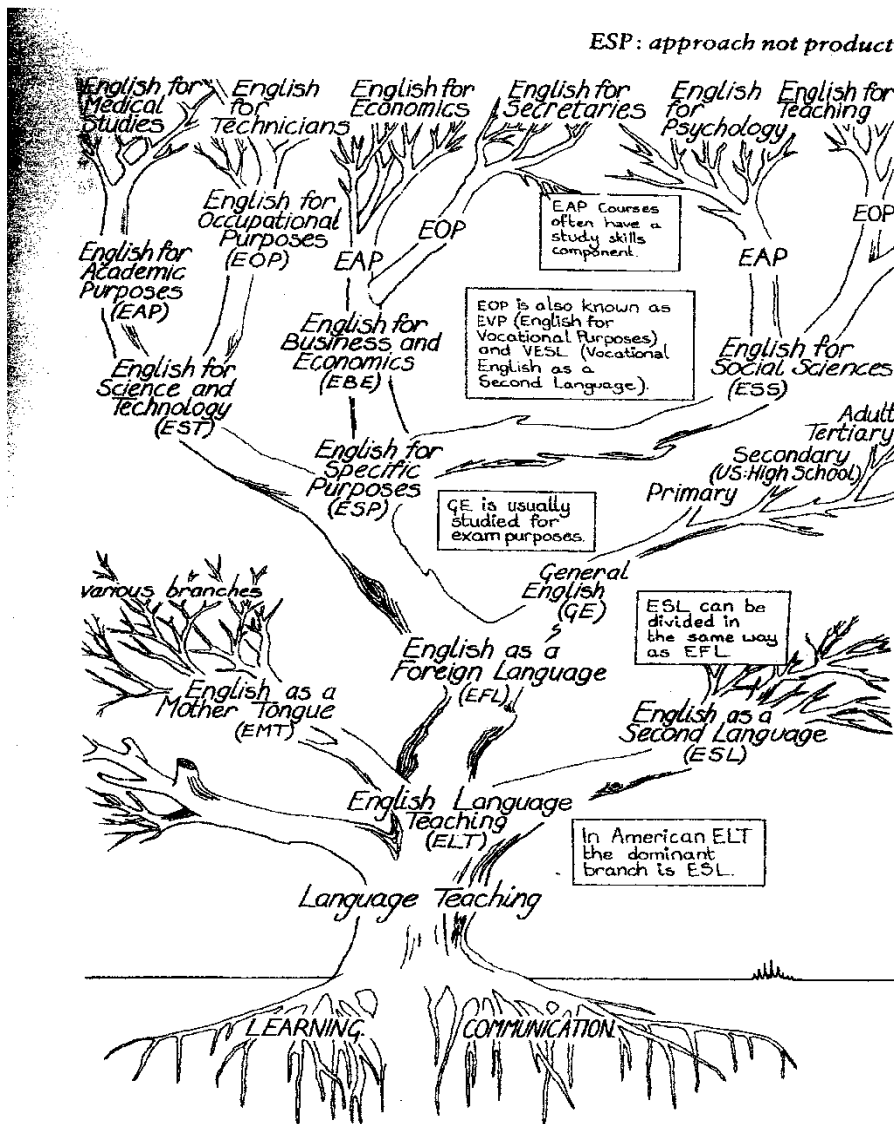 ESP: approach not product
English for
Medical
Studies
English
for
Technicians
English for
Economics
English for
Secretaries
English
for
Psychology
English for
Teaching
English for
Occupational
Purposes
(EOP)
EOP
EAP Courses
often have a
study skills
component.
EOP
English for
Academic
Purposes
(EAP)
EAP
EAP
English for
Business and
Economics
(EBE)
EOP is also known as
EVP (English for
Vocational Purposes)
and VESL (Vocational
English as a
Second Language).
English for
Social Sciences
(ESS)
English for
Science and
Technology
(EST)
Adult
Tertiary
Secondary
(US:High School)
Primary
English for
Specific
Purposes
(ESP)
GE is usually
studied for
exam purposes.
General
English
(GE)
various branches
ESL can be
divided in
the same way
as EFL
English as a
Foreign Language
(EFL)
English as a
Mother Tongue
(EMT)
English as a
Second Language
(ESL)
English Language
Teaching
(ELT)
In American ELT
the dominant
branch is ESL.
Language Teaching
LEARNING.
COMMUNICATION.